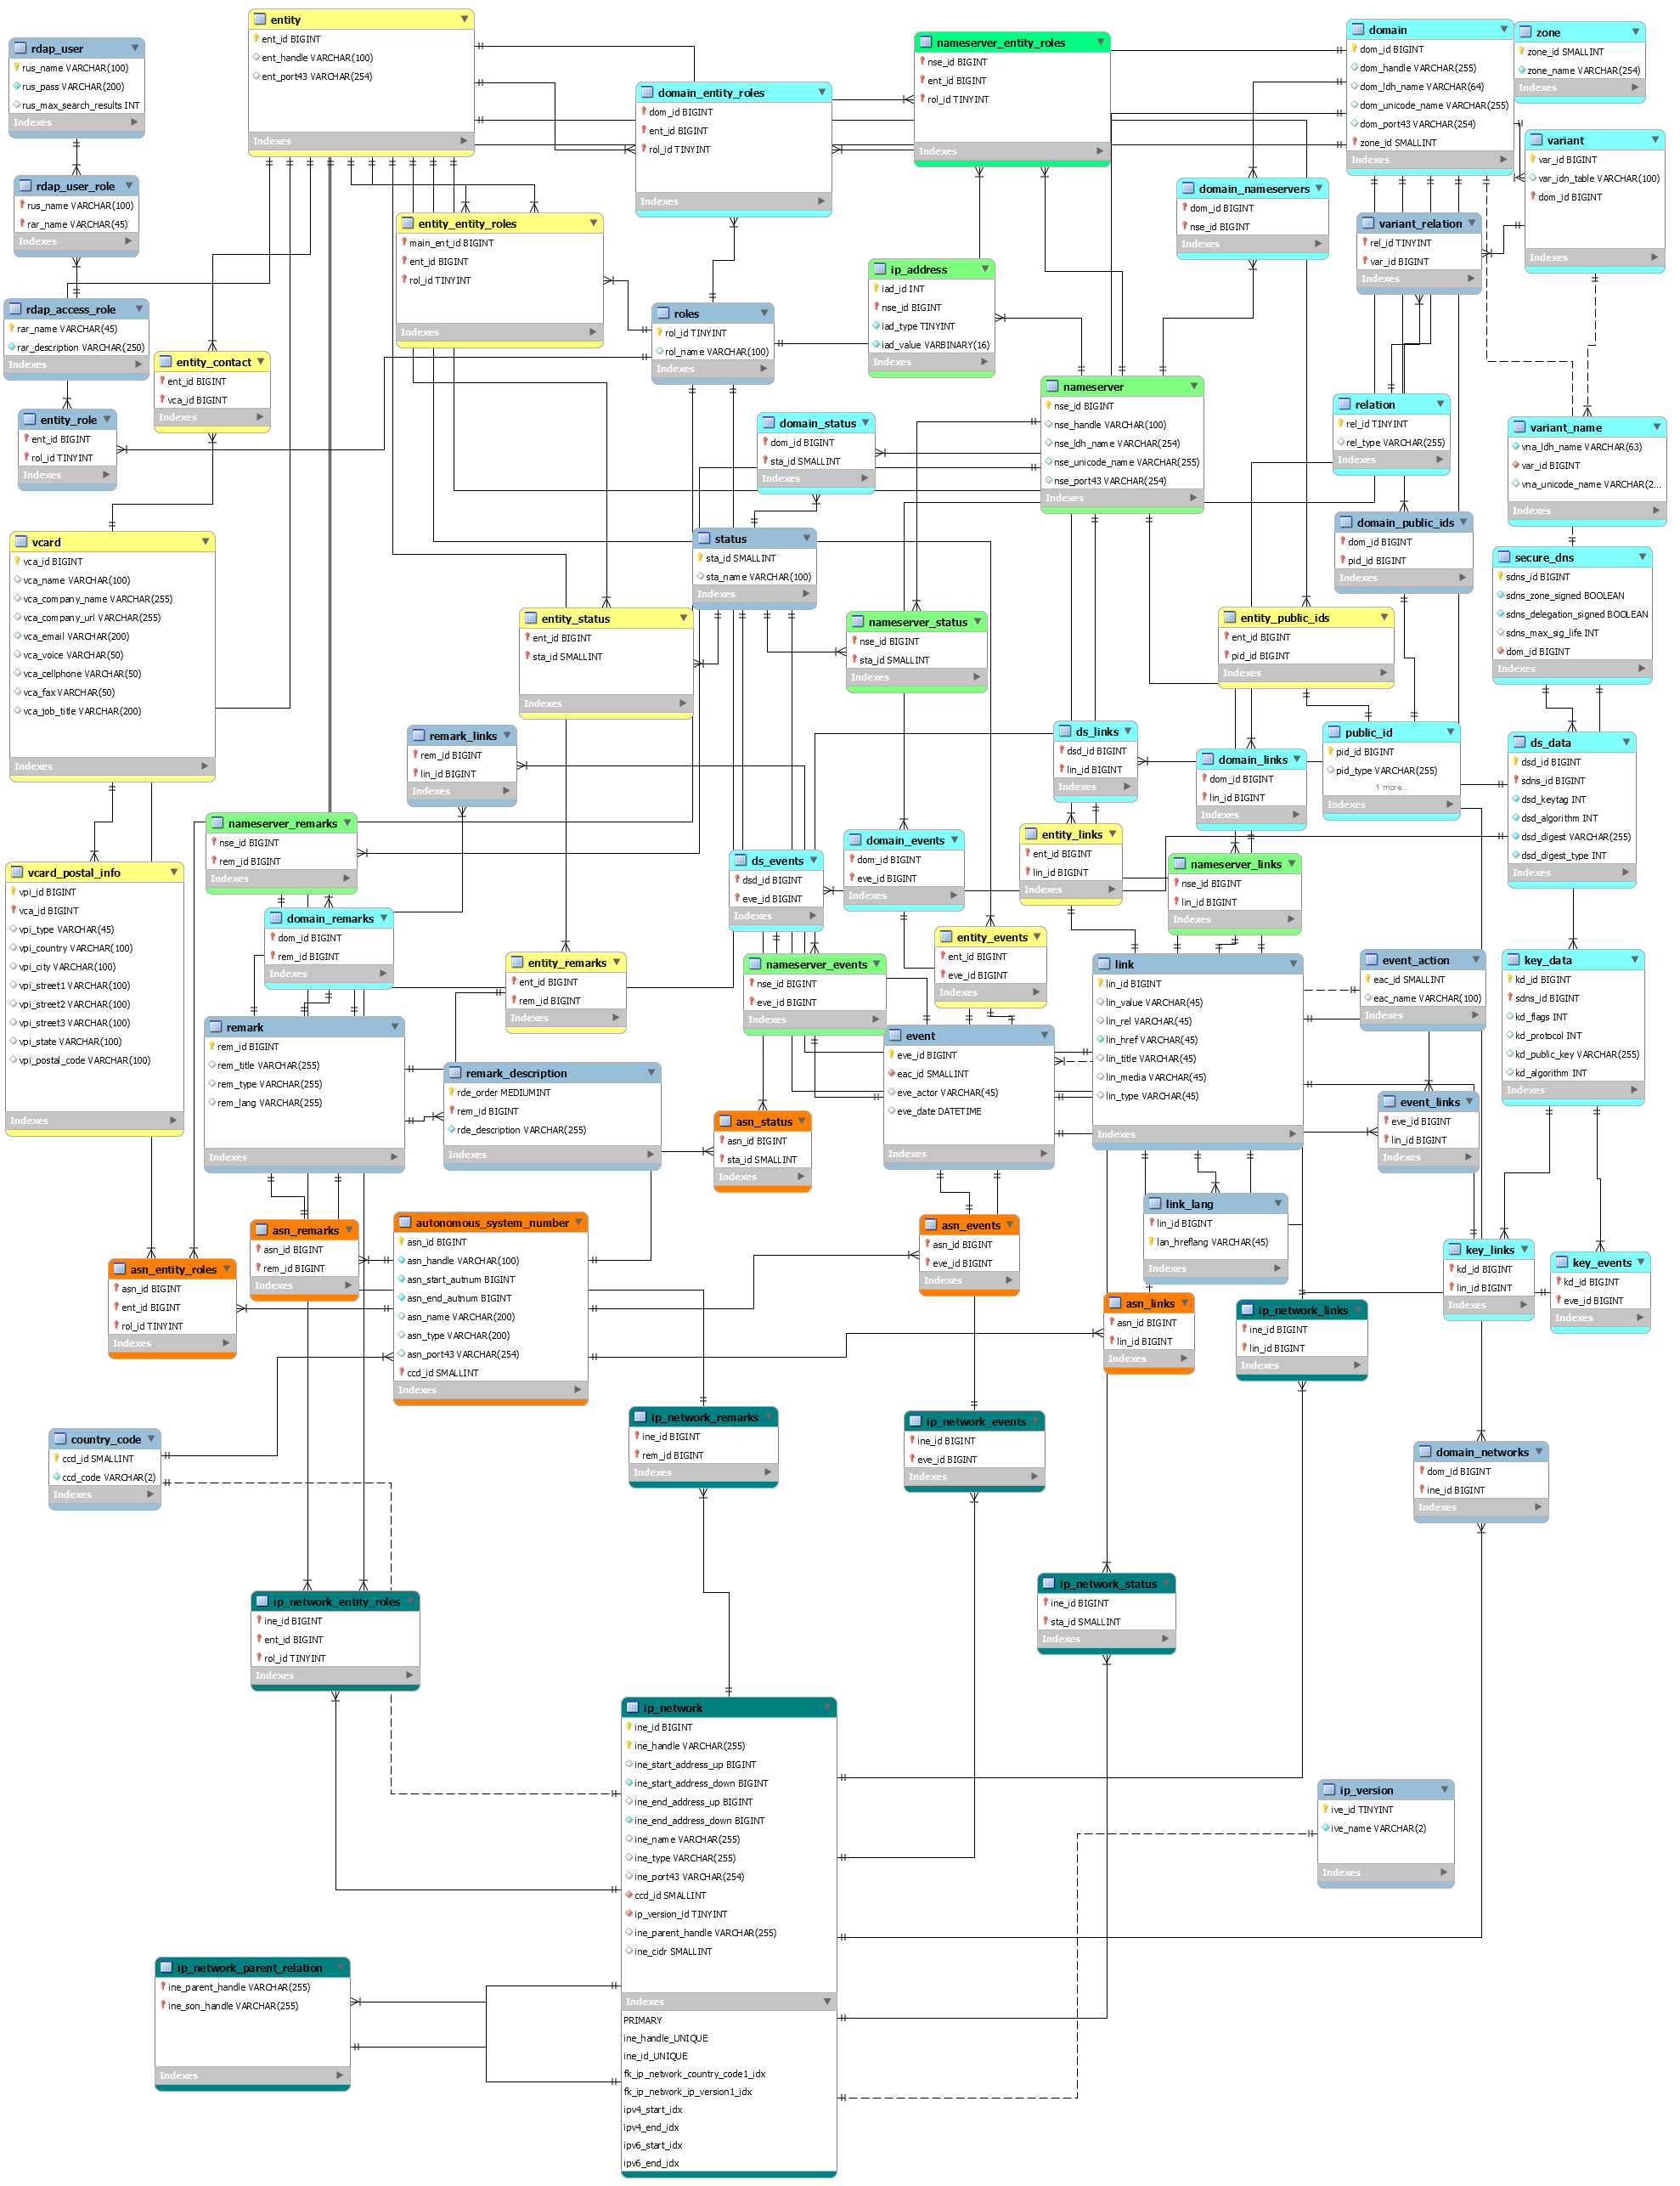 entity
ent_id BIGINT
ent_handle VARCHAR(100)
ent_port43 VARCHAR(254)
Indexes
rdap_user
rus_name VARCHAR(100)
rus_pass VARCHAR(200)
rus_max_search_results INT
Indexes
nameserver_entity_roles
nse_id BIGINT
ent_id BIGINT
rol_id TINYINT
Indexes
domain
dom_id BIGINT
dom_handle VARCHAR(255)
dom_ldh_name VARCHAR(64)
dom_unicode_name VARCHAR(255)
dom_port43 VARCHAR(254)
zone_id SMALLINT
Indexes
zone
zone_id SMALLINT
zone_name VARCHAR(254)
Indexes
domain_entity_roles
dom_id BIGINT
ent_id BIGINT
rol_id TINYINT
Indexes
variant
var_id BIGINT
var_idn_table VARCHAR(100)
dom_id BIGINT
Indexes
rdap_user_role
rus_name VARCHAR(100)
rar_name VARCHAR(45)
Indexes
domain_nameservers
dom_id BIGINT
nse_id BIGINT
Indexes
entity_entity_roles
main_ent_id BIGINT
ent_id BIGINT
rol_id TINYINT
Indexes
variant_relation
rel_id TINYINT
var_id BIGINT
Indexes
ip_address
iad_id INT
nse_id BIGINT
iad_type TINYINT
iad_value VARBINARY(16)
Indexes
rdap_access_role
rar_name VARCHAR(45)
rar_description VARCHAR(250)
Indexes
roles
rol_id TINYINT
rol_name VARCHAR(100)
Indexes
entity_contact
ent_id BIGINT
vca_id BIGINT
Indexes
nameserver
nse_id BIGINT
nse_handle VARCHAR(100)
nse_ldh_name VARCHAR(254)
nse_unicode_name VARCHAR(255)
nse_port43 VARCHAR(254)
Indexes
relation
rel_id TINYINT
rel_type VARCHAR(255)
Indexes
entity_role
ent_id BIGINT
rol_id TINYINT
Indexes
domain_status
dom_id BIGINT
sta_id SMALLINT
Indexes
variant_name
vna_ldh_name VARCHAR(63)
var_id BIGINT
vna_unicode_name VARCHAR(2...
Indexes
domain_public_ids
dom_id BIGINT
pid_id BIGINT
Indexes
vcard
vca_id BIGINT
vca_name VARCHAR(100)
vca_company_name VARCHAR(255)
vca_company_url VARCHAR(255)
vca_email VARCHAR(200)
vca_voice VARCHAR(50)
vca_cellphone VARCHAR(50)
vca_fax VARCHAR(50)
vca_job_title VARCHAR(200)
Indexes
status
sta_id SMALLINT
sta_name VARCHAR(100)
Indexes
secure_dns
sdns_id BIGINT
sdns_zone_signed BOOLEAN
sdns_delegation_signed BOOLEAN
sdns_max_sig_life INT
dom_id BIGINT
Indexes
entity_status
ent_id BIGINT
sta_id SMALLINT
Indexes
nameserver_status
nse_id BIGINT
sta_id SMALLINT
Indexes
entity_public_ids
ent_id BIGINT
pid_id BIGINT
Indexes
remark_links
rem_id BIGINT
lin_id BIGINT
Indexes
ds_links
dsd_id BIGINT
lin_id BIGINT
Indexes
public_id
pid_id BIGINT
pid_type VARCHAR(255)
1 more...
Indexes
ds_data
dsd_id BIGINT
sdns_id BIGINT
dsd_keytag INT
dsd_algorithm INT
dsd_digest VARCHAR(255)
dsd_digest_type INT
Indexes
domain_links
dom_id BIGINT
lin_id BIGINT
Indexes
nameserver_remarks
nse_id BIGINT
rem_id BIGINT
Indexes
entity_links
ent_id BIGINT
lin_id BIGINT
Indexes
domain_events
dom_id BIGINT
eve_id BIGINT
Indexes
ds_events
dsd_id BIGINT
eve_id BIGINT
Indexes
nameserver_links
nse_id BIGINT
lin_id BIGINT
Indexes
vcard_postal_info
vpi_id BIGINT
vca_id BIGINT
vpi_type VARCHAR(45)
vpi_country VARCHAR(100)
vpi_city VARCHAR(100)
vpi_street1 VARCHAR(100)
vpi_street2 VARCHAR(100)
vpi_street3 VARCHAR(100)
vpi_state VARCHAR(100)
vpi_postal_code VARCHAR(100)
Indexes
domain_remarks
dom_id BIGINT
rem_id BIGINT
Indexes
entity_events
ent_id BIGINT
eve_id BIGINT
Indexes
entity_remarks
ent_id BIGINT
rem_id BIGINT
Indexes
nameserver_events
nse_id BIGINT
eve_id BIGINT
Indexes
link
lin_id BIGINT
lin_value VARCHAR(45)
lin_rel VARCHAR(45)
lin_href VARCHAR(45)
lin_title VARCHAR(45)
lin_media VARCHAR(45)
lin_type VARCHAR(45)
Indexes
event_action
eac_id SMALLINT
eac_name VARCHAR(100)
Indexes
key_data
kd_id BIGINT
sdns_id BIGINT
kd_flags INT
kd_protocol INT
kd_public_key VARCHAR(255)
kd_algorithm INT
Indexes
remark
rem_id BIGINT
rem_title VARCHAR(255)
rem_type VARCHAR(255)
rem_lang VARCHAR(255)
Indexes
event
eve_id BIGINT
eac_id SMALLINT
eve_actor VARCHAR(45)
eve_date DATETIME
Indexes
remark_description
rde_order MEDIUMINT
rem_id BIGINT
rde_description VARCHAR(255)
Indexes
event_links
eve_id BIGINT
lin_id BIGINT
Indexes
asn_status
asn_id BIGINT
sta_id SMALLINT
Indexes
link_lang
lin_id BIGINT
lan_hreflang VARCHAR(45)
Indexes
asn_remarks
asn_id BIGINT
rem_id BIGINT
Indexes
autonomous_system_number
asn_id BIGINT
asn_handle VARCHAR(100)
asn_start_autnum BIGINT
asn_end_autnum BIGINT
asn_name VARCHAR(200)
asn_type VARCHAR(200)
asn_port43 VARCHAR(254)
ccd_id SMALLINT
Indexes
asn_events
asn_id BIGINT
eve_id BIGINT
Indexes
key_links
kd_id BIGINT
lin_id BIGINT
Indexes
key_events
kd_id BIGINT
eve_id BIGINT
Indexes
asn_entity_roles
asn_id BIGINT
ent_id BIGINT
rol_id TINYINT
Indexes
asn_links
asn_id BIGINT
lin_id BIGINT
Indexes
ip_network_links
ine_id BIGINT
lin_id BIGINT
Indexes
ip_network_remarks
ine_id BIGINT
rem_id BIGINT
Indexes
ip_network_events
ine_id BIGINT
eve_id BIGINT
Indexes
country_code
ccd_id SMALLINT
ccd_code VARCHAR(2)
Indexes
domain_networks
dom_id BIGINT
ine_id BIGINT
Indexes
ip_network_status
ine_id BIGINT
sta_id SMALLINT
Indexes
ip_network_entity_roles
ine_id BIGINT
ent_id BIGINT
rol_id TINYINT
Indexes
ip_network
ine_id BIGINT
ine_handle VARCHAR(255)
ine_start_address_up BIGINT
ine_start_address_down BIGINT
ine_end_address_up BIGINT
ine_end_address_down BIGINT
ine_name VARCHAR(255)
ine_type VARCHAR(255)
ine_port43 VARCHAR(254)
ccd_id SMALLINT
ip_version_id TINYINT
ine_parent_handle VARCHAR(255)
ine_cidr SMALLINT
Indexes
PRIMARY
ine_handle_UNIQUE
ine_id_UNIQUE
fk_ip_network_country_code1_idx
fk_ip_network_ip_version1_idx
ipv4_start_idx
ipv4_end_idx
ipv6_start_idx
ipv6_end_idx
ip_version
ive_id TINYINT
ive_name VARCHAR(2)
Indexes
ip_network_parent_relation
ine_parent_handle VARCHAR(255)
ine_son_handle VARCHAR(255)
Indexes